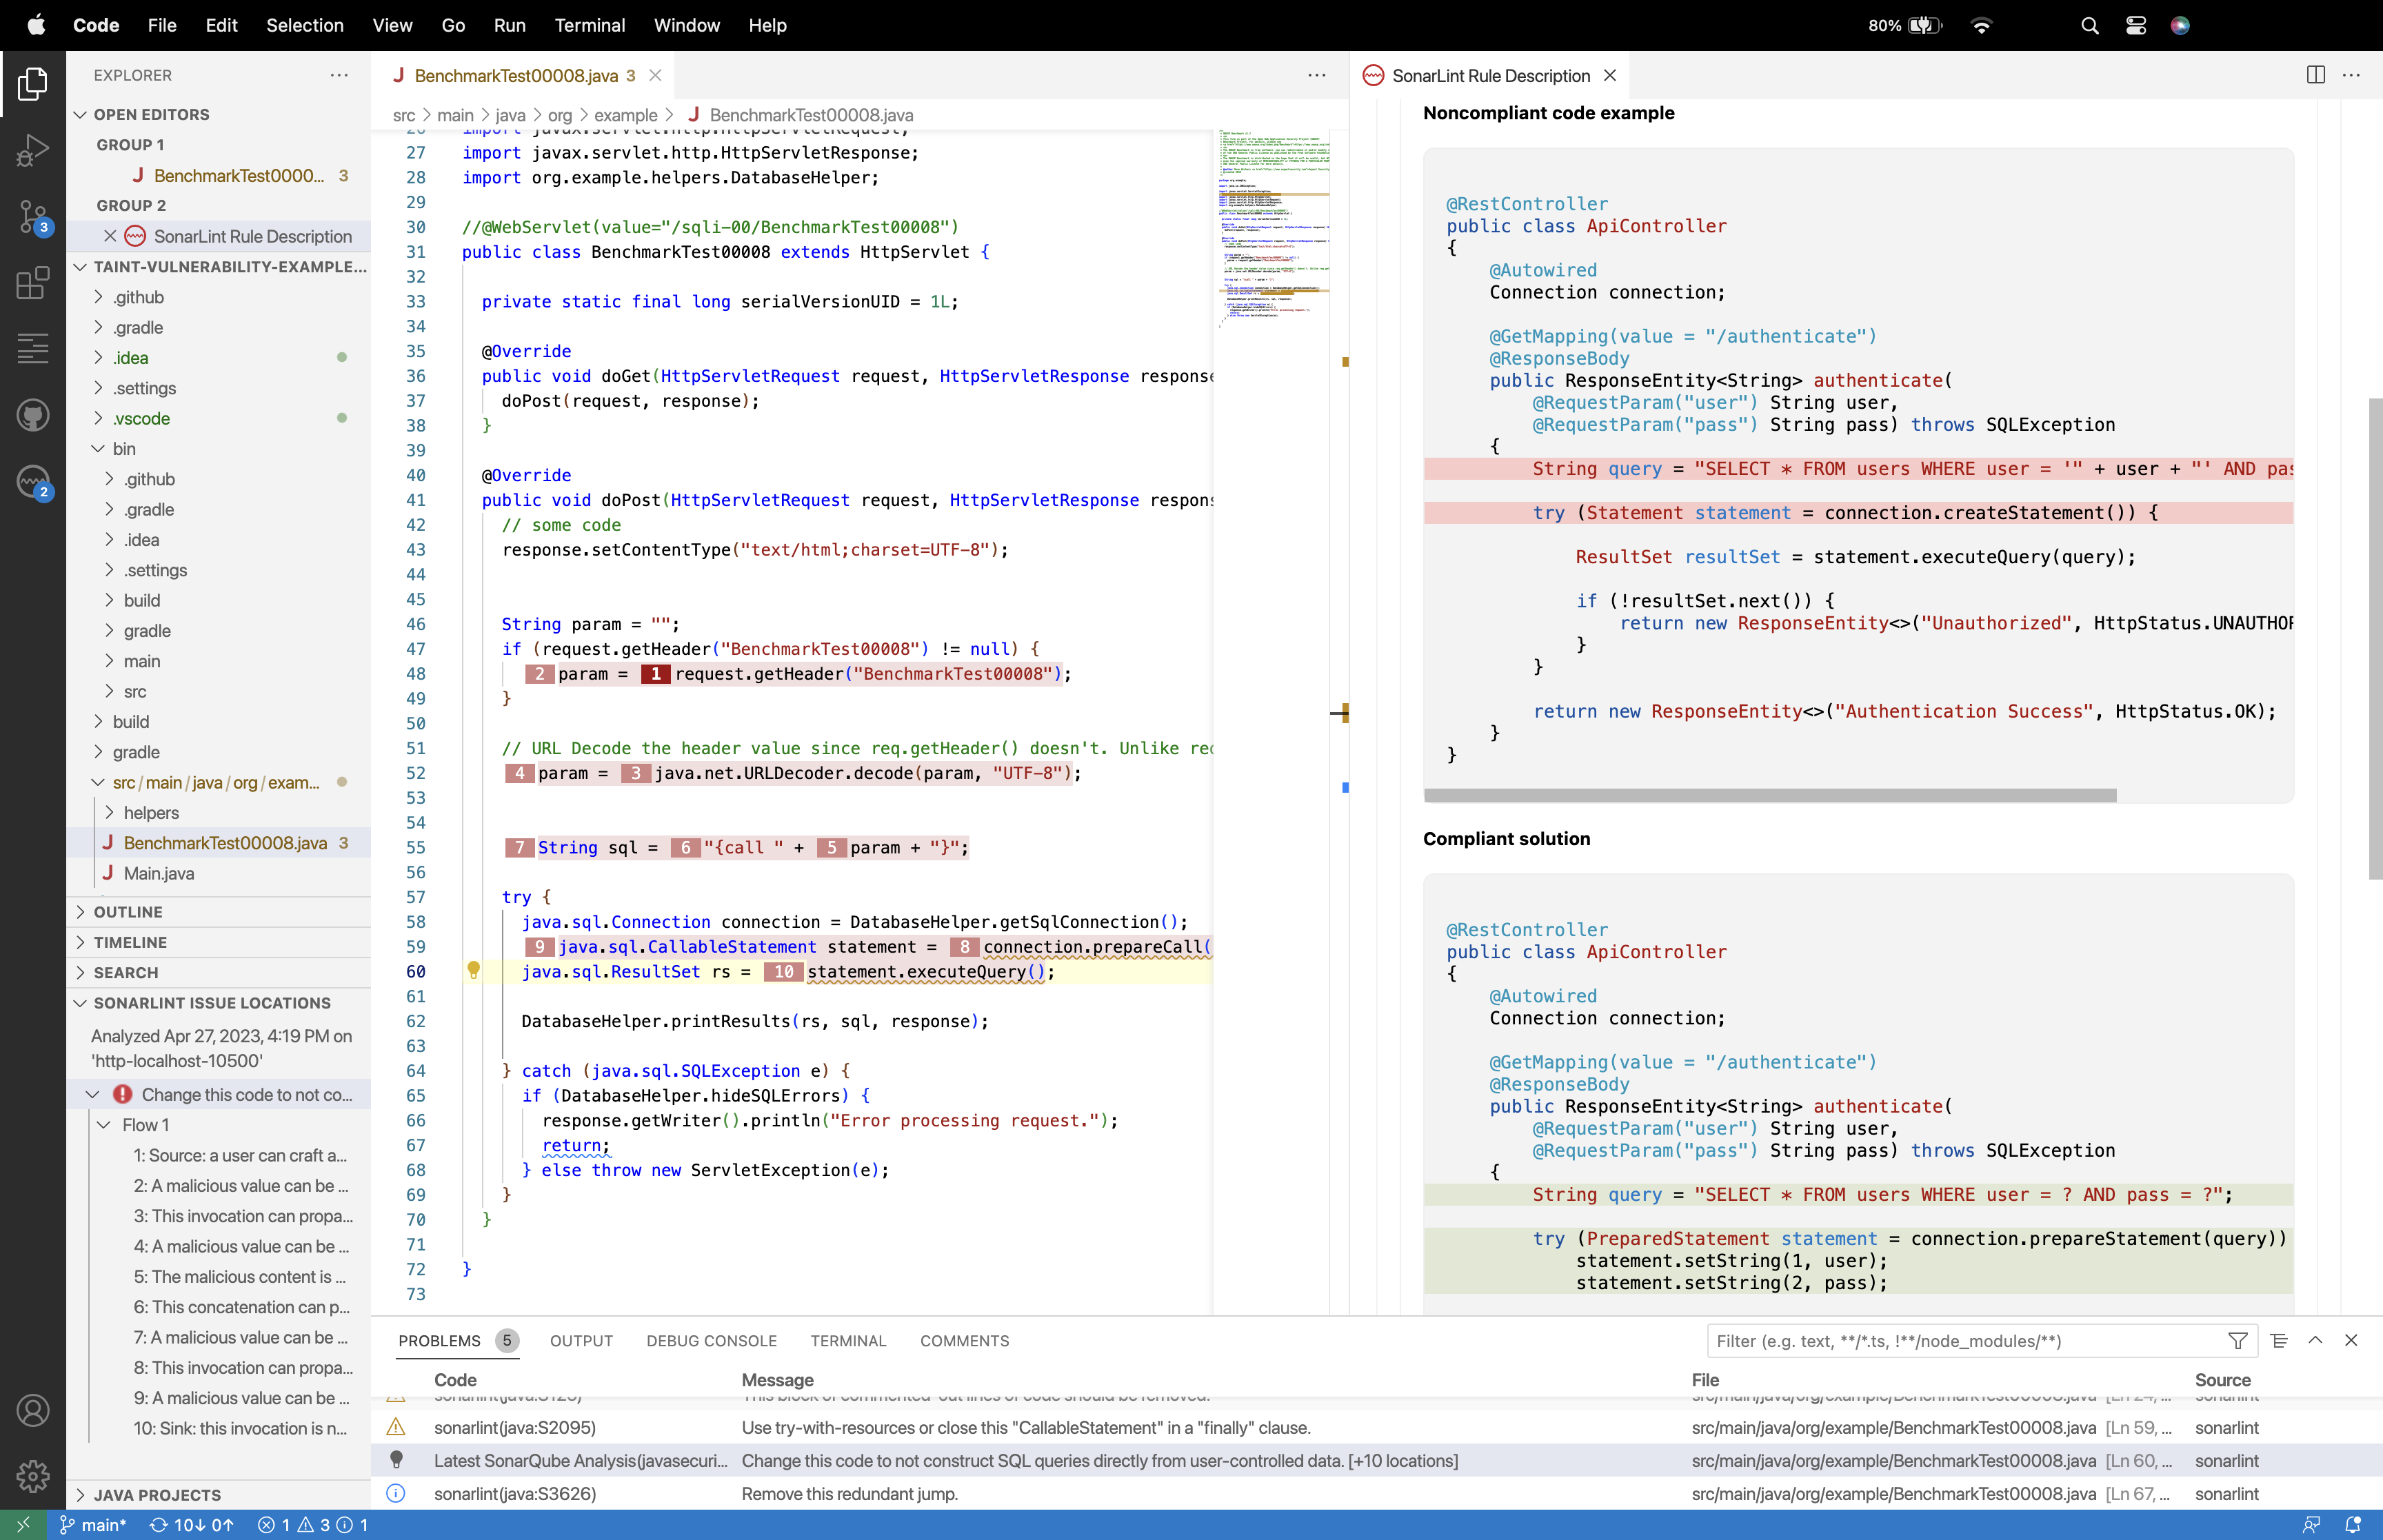 Code File Edit Selection View Go Run Terminal Window Help
80%
EXPLORER
OPEN EDITORS
GROUP 1
J BenchmarkTest0000... 3
GROUP 2
SonarLint Rule Description
TAINT-VULNERABILITY-EXAMPLE...
.github
.gradle
.idea
.settings
.vscode
bin
.github
.gradle
.idea
.settings
build
gradle
main
src
build
gradle
src/main/java/org/exam...
helpers
J BenchmarkTest00008.java 3
J Main.java
OUTLINE
TIMELINE
SEARCH
SONARLINT ISSUE LOCATIONS
Analyzed Apr 27, 2023, 4:19 PM on
'http-localhost-10500'
Change this code to not co...
Flow 1
1: Source: a user can craft a...
2: A malicious value can be ...
3: This invocation can propa...
4: A malicious value can be ...
5: The malicious content is ...
6: This concatenation can p...
7: A malicious value can be ...
8: This invocation can propa...
9: A malicious value can be ...
10: Sink: this invocation is n...
JAVA PROJECTS
3
2
J BenchmarkTest00008.java 3
src > main > java > org > example > J BenchmarkTest00008.java
26 import javax.servlet.http.HttpServletRequest;
27 import javax.servlet.http.HttpServletResponse;
28 import org.example.helpers.DatabaseHelper;
29
30 //@WebServlet(value="/sqli-00/BenchmarkTest00008")
31 public class BenchmarkTest00008 extends HttpServlet {
32
33 private static final long serialVersionUID = 1L;
34
35 @Override
36 public void doGet(HttpServletRequest request, HttpServletResponse response
37 doPost(request, response);
38 }
39
40 @Override
41 public void doPost(HttpServletRequest request, HttpServletResponse respons
42 // some code
43 response.setContentType("text/html;charset=UTF-8");
44
45
46 String param = "";
47 if (request.getHeader("BenchmarkTest00008") != null) {
48 2 param = 1 request.getHeader("BenchmarkTest00008");
49 }
50
51 // URL Decode the header value since req.getHeader() doesn't. Unlike req
52 4 param = 3 java.net.URLDecoder.decode(param, "UTF-8");
53
54
55 7 String sql = 6 "{call " + 5 param + "}";
56
57 try {
58 java.sql.Connection connection = DatabaseHelper.getSqlConnection();
59 9 java.sql.CallableStatement statement = 8 connection.prepareCall(
60 java.sql.ResultSet rs = 10 statement.executeQuery();
61
62 DatabaseHelper.printResults(rs, sql, response);
63
64 } catch (java.sql.SQLException e) {
65 if (DatabaseHelper.hideSQLErrors) {
66 response.getWriter().println("Error processing request.");
67 return;
68 } else throw new ServletException(e);
69 }
70 }
71
72 }
73
SonarLint Rule Description
Noncompliant code example
@RestController
public class ApiController
{
@Autowired
Connection connection;
@GetMapping(value = "/authenticate")
@ResponseBody
public ResponseEntity<String> authenticate(
@RequestParam("user") String user,
@RequestParam("pass") String pass) throws SQLException
{
String query = "SELECT * FROM users WHERE user = '" + user + "' AND pas
try (Statement statement = connection.createStatement()) {
ResultSet resultSet = statement.executeQuery(query);
if (!resultSet.next()) {
return new ResponseEntity<>("Unauthorized", HttpStatus.UNAUTHOR
}
}
return new ResponseEntity<>("Authentication Success", HttpStatus.OK);
}
}
Compliant solution
@RestController
public class ApiController
{
@Autowired
Connection connection;
@GetMapping(value = "/authenticate")
@ResponseBody
public ResponseEntity<String> authenticate(
@RequestParam("user") String user,
@RequestParam("pass") String pass) throws SQLException
{
String query = "SELECT * FROM users WHERE user = ? AND pass = ?";
try (PreparedStatement statement = connection.prepareStatement(query))
statement.setString(1, user);
statement.setString(2, pass);
PROBLEMS 5 OUTPUT DEBUG CONSOLE TERMINAL COMMENTS
Filter (e.g. text, **/*.ts, !**/node_modules/**)
Code Message File Source
sonarlint(java:S125) This block of commented-out lines of code should be removed. src/main/java/org/example/BenchmarkTest00008.java [Ln 24, ... sonarlint
sonarlint(java:S2095) Use try-with-resources or close this "CallableStatement" in a "finally" clause. src/main/java/org/example/BenchmarkTest00008.java [Ln 59, ... sonarlint
Latest SonarQube Analysis(javasecuri... Change this code to not construct SQL queries directly from user-controlled data. [+10 locations] src/main/java/org/example/BenchmarkTest00008.java [Ln 60, ... sonarlint
sonarlint(java:S3626) Remove this redundant jump. src/main/java/org/example/BenchmarkTest00008.java [Ln 67, ... sonarlint
main* 10↓ 0↑ 1 3 1